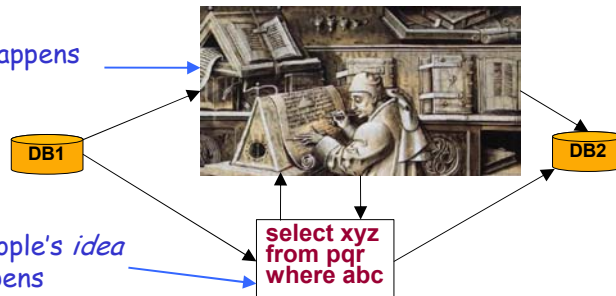 appens
DB1
DB2
select xyz
from pqr
where abc
ople's idea
pens